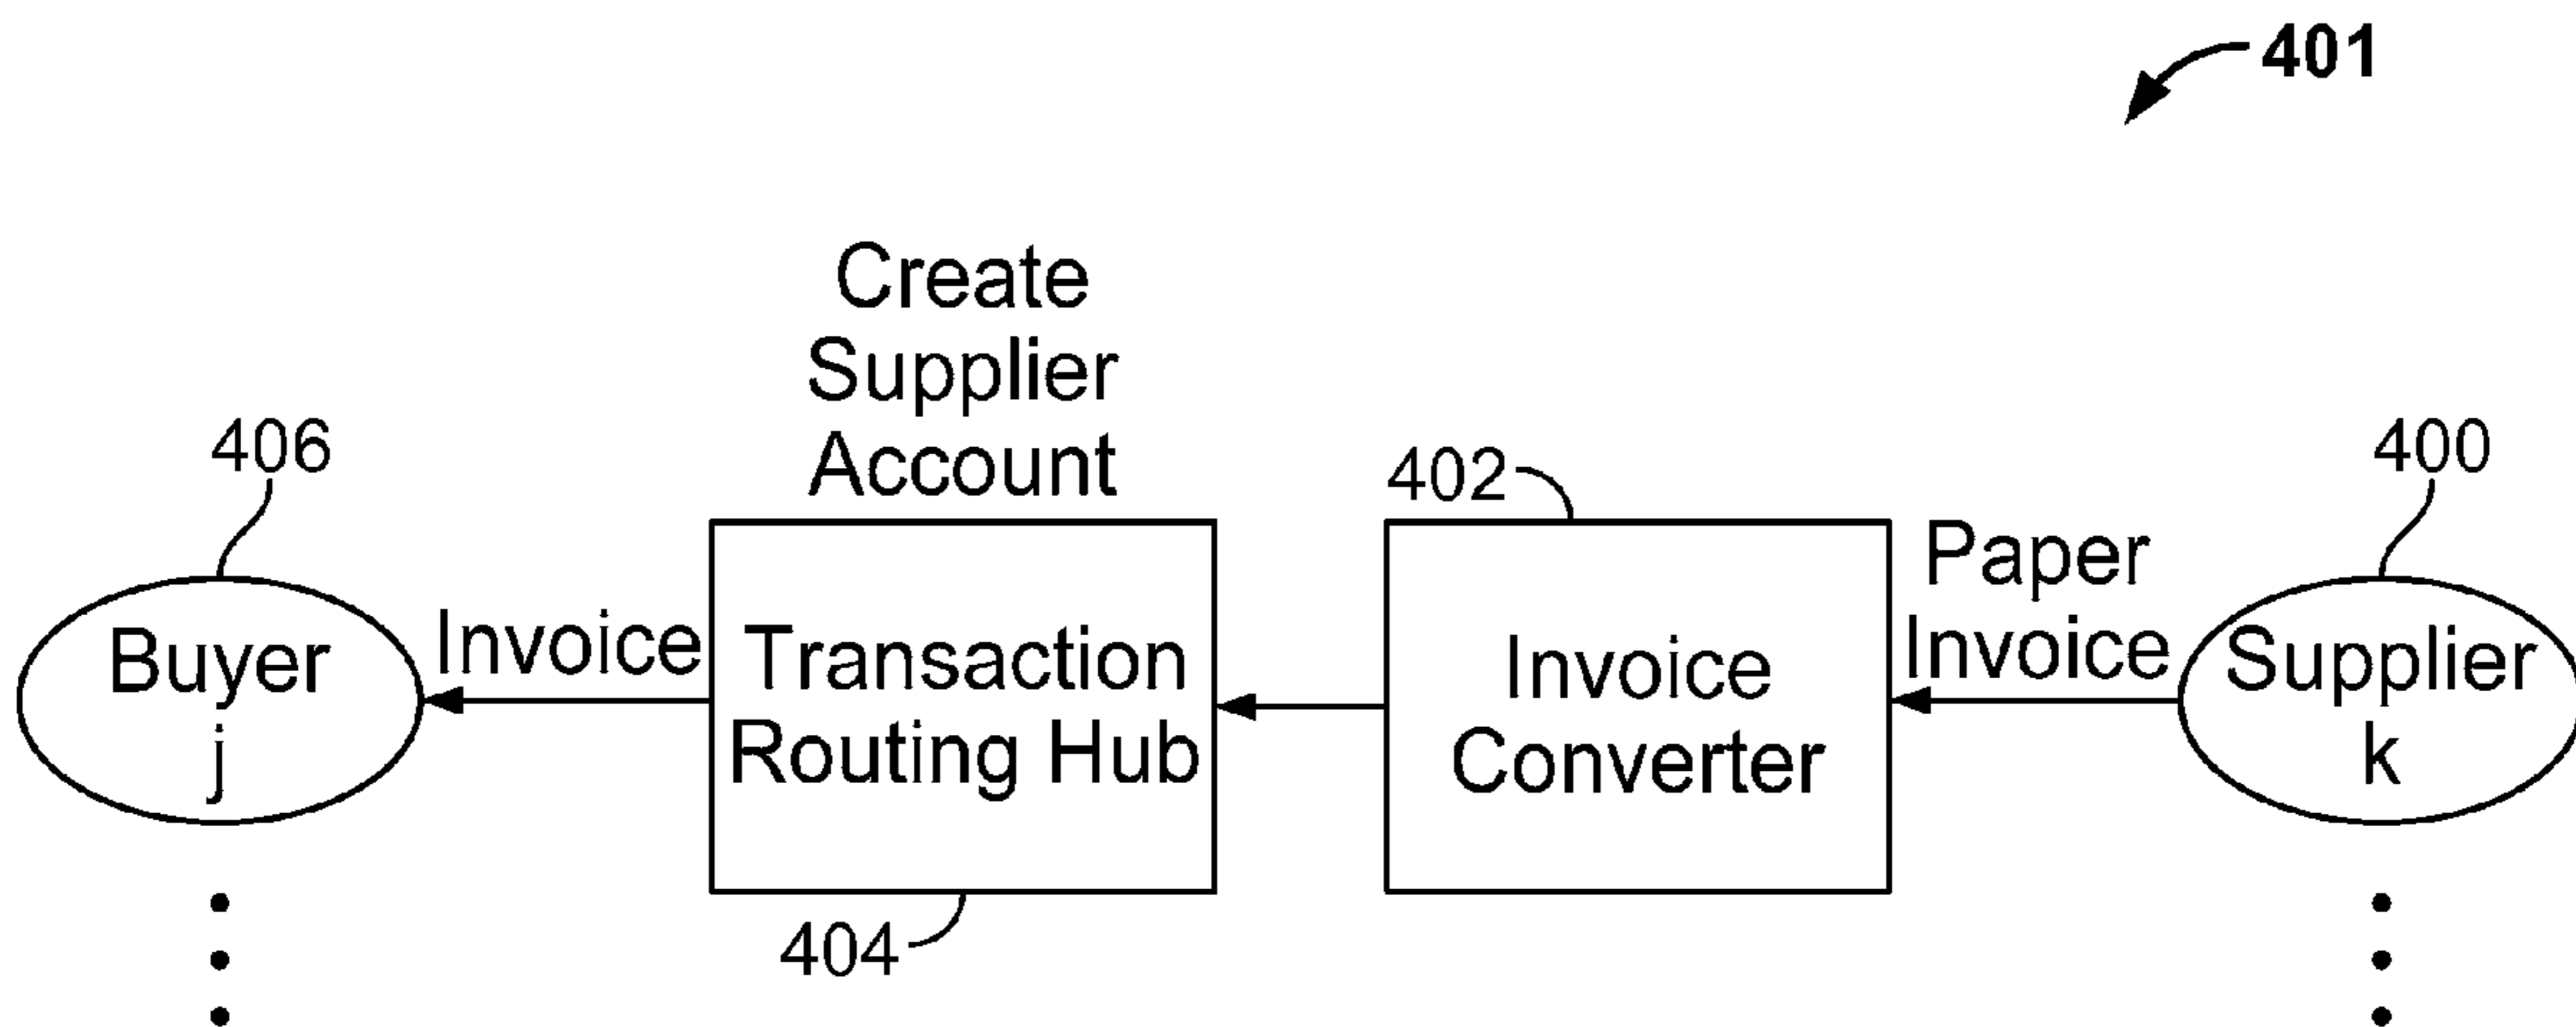 401
Create
Supplier
Account
406
402
400
Paper
Invoice
Invoice
Buyer
j
Transaction
Routing Hub
Invoice
Converter
Supplier
k
404